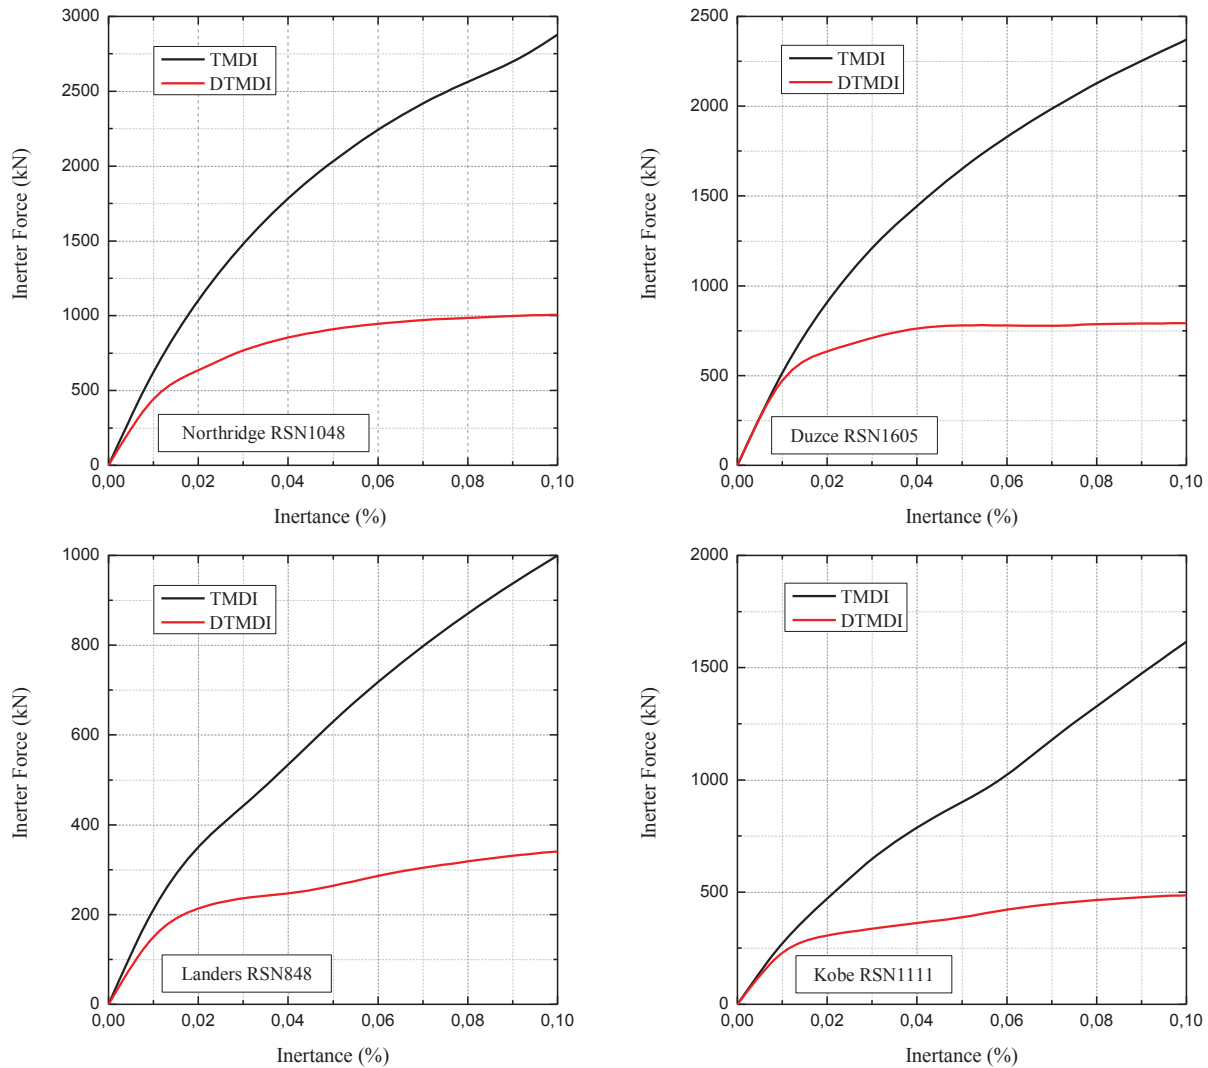 3000
2500
2000
1500
1000
500
0
Inerter Force (kN)
TMDI
DTMDI
Northridge RSN1048
0,00 0,02 0,04 0,06 0,08 0,10
Inertance (%)
2500
2000
1500
1000
500
0
Inerter Force (kN)
TMDI
DTMDI
Duzce RSN1605
0,00 0,02 0,04 0,06 0,08 0,10
Inertance (%)
1000
800
600
400
200
0
Inerter Force (kN)
TMDI
DTMDI
Landers RSN848
0,00 0,02 0,04 0,06 0,08 0,10
Inertance (%)
2000
1500
1000
500
0
Inerter Force (kN)
TMDI
DTMDI
Kobe RSN1111
0,00 0,02 0,04 0,06 0,08 0,10
Inertance (%)